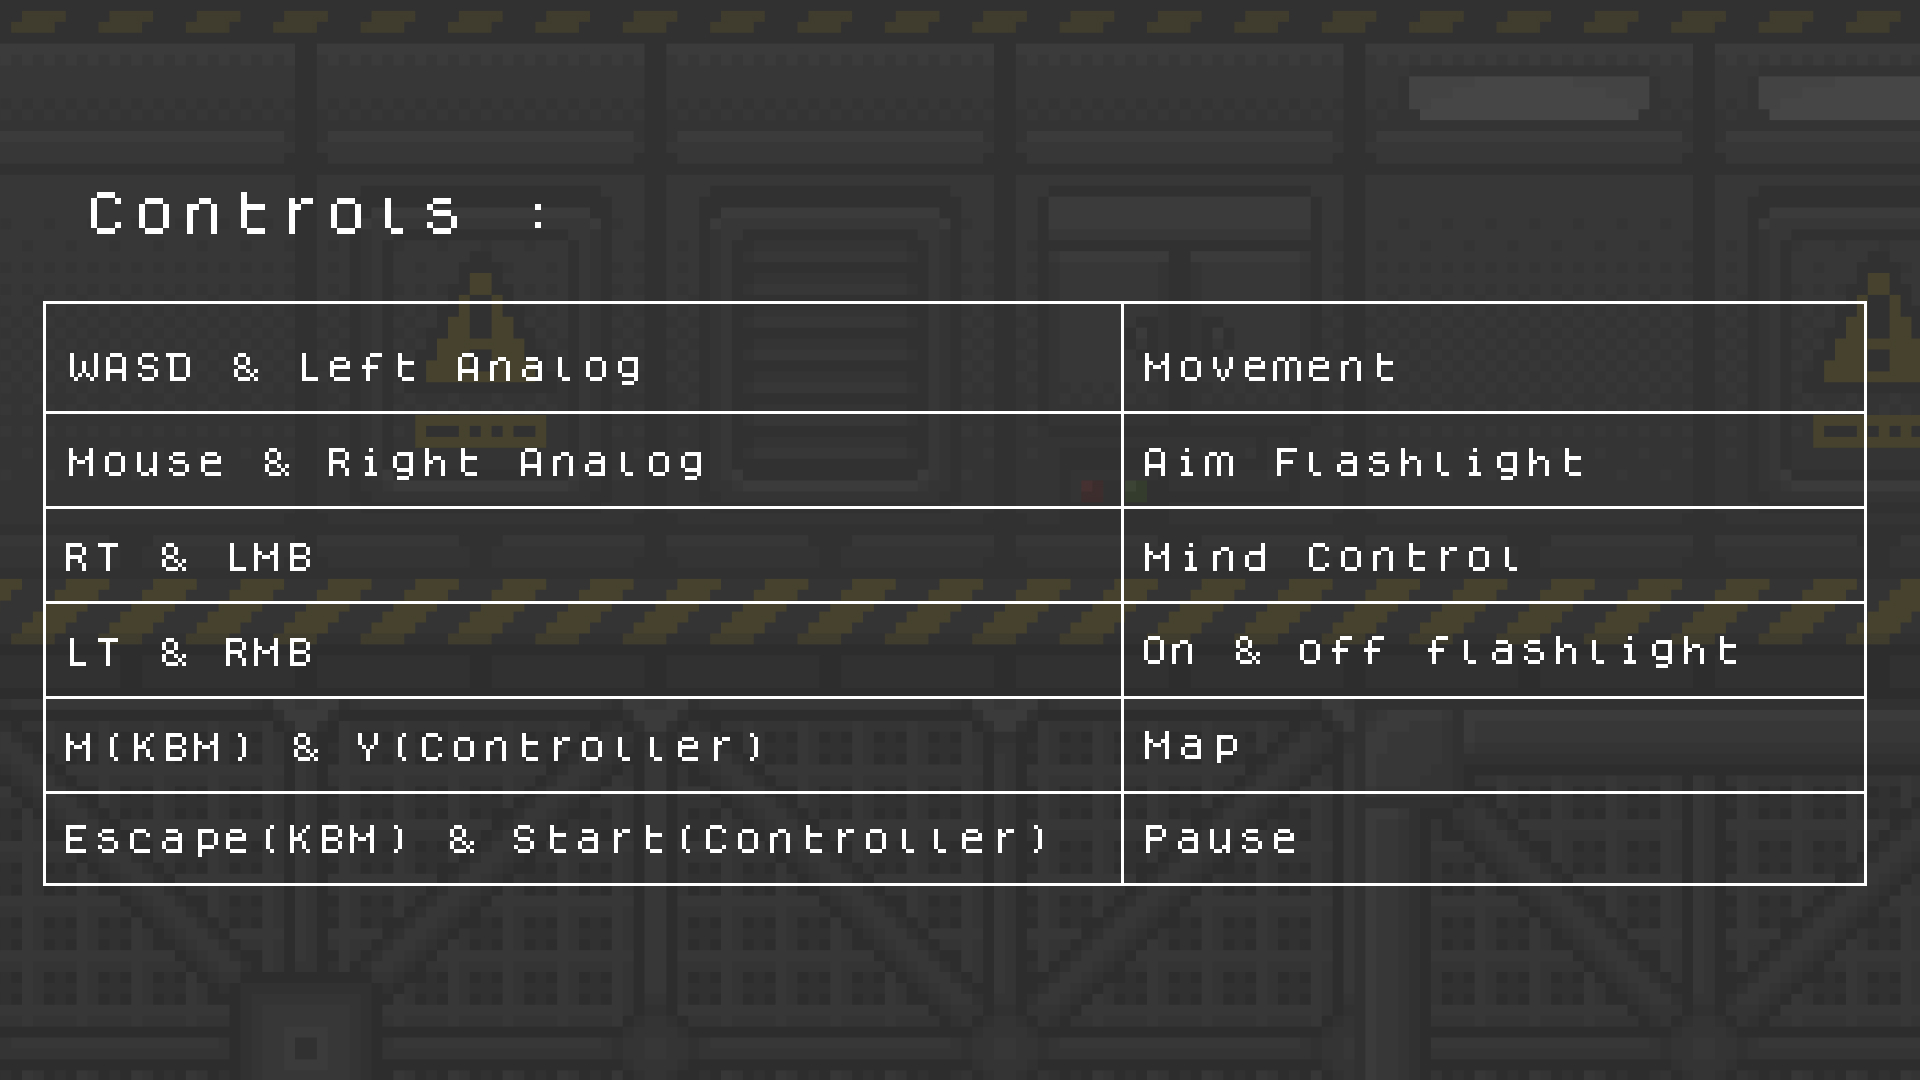 Controls :
WASD & Left Analog Movement
Mouse & Right Analog Aim Flashlight
RT & LMB Mind Control
LT & RMB On & off flashlight
M(KBM) & Y(Controller) Map
Escape(KBM) & Start(Controller) Pause